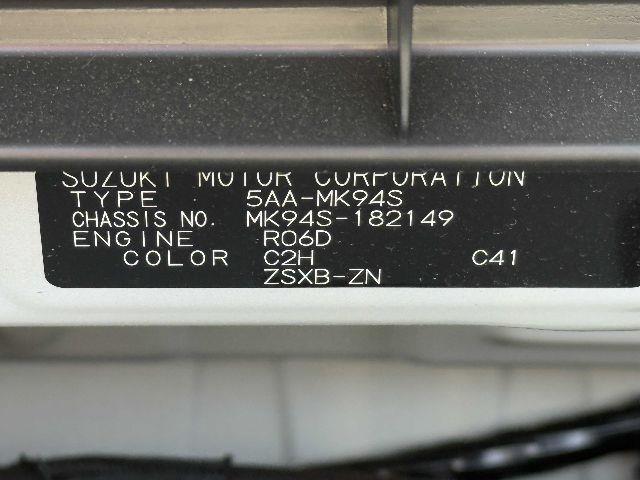 SUZUKI MOTOR CORPORATION
TYPE 5AA-MK94S
CHASSIS NO. MK94S-182149
ENGINE R06D
COLOR C2H C41
ZSXB-ZN